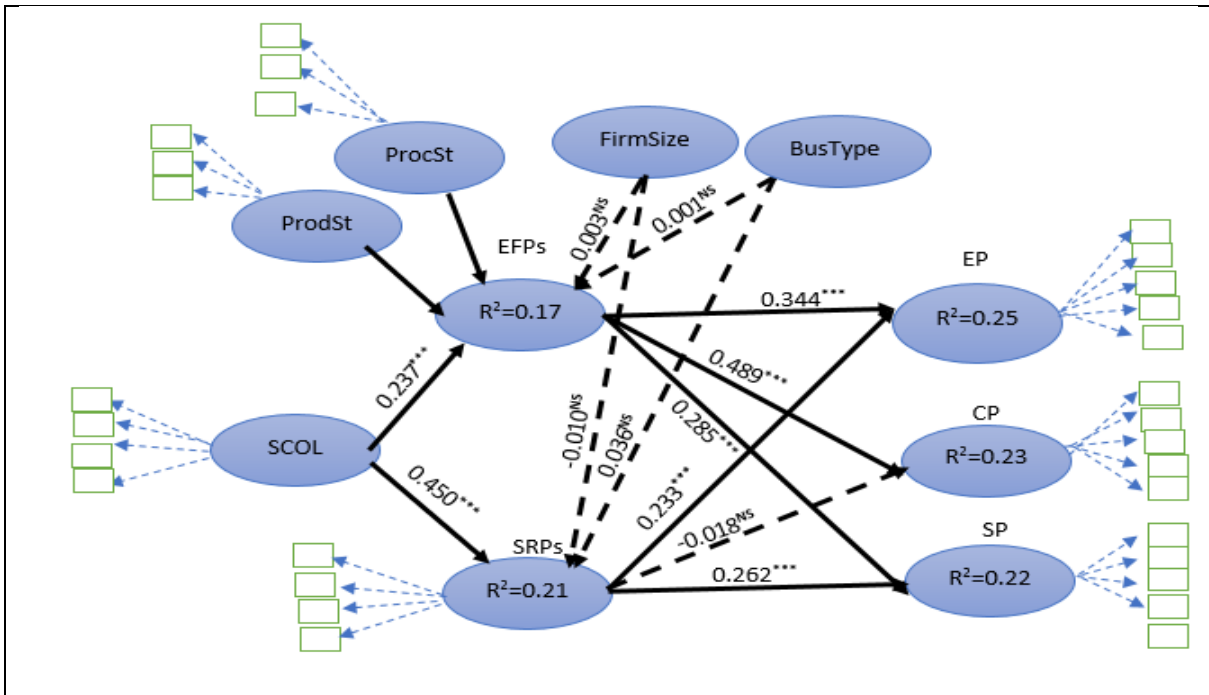 FirmSize
BusType
ProcSt
ProdSt
EFPs
0.003ᴺˢ
0.001ᴺˢ
EP
R²=0.17
0.344***
R²=0.25
0.237***
0.489***
CP
-0.010ᴺˢ
0.036ᴺˢ
0.285***
SCOL
R²=0.23
0.450***
0.233***
-0.018ᴺˢ
SRPs
SP
R²=0.21
0.262***
R²=0.22